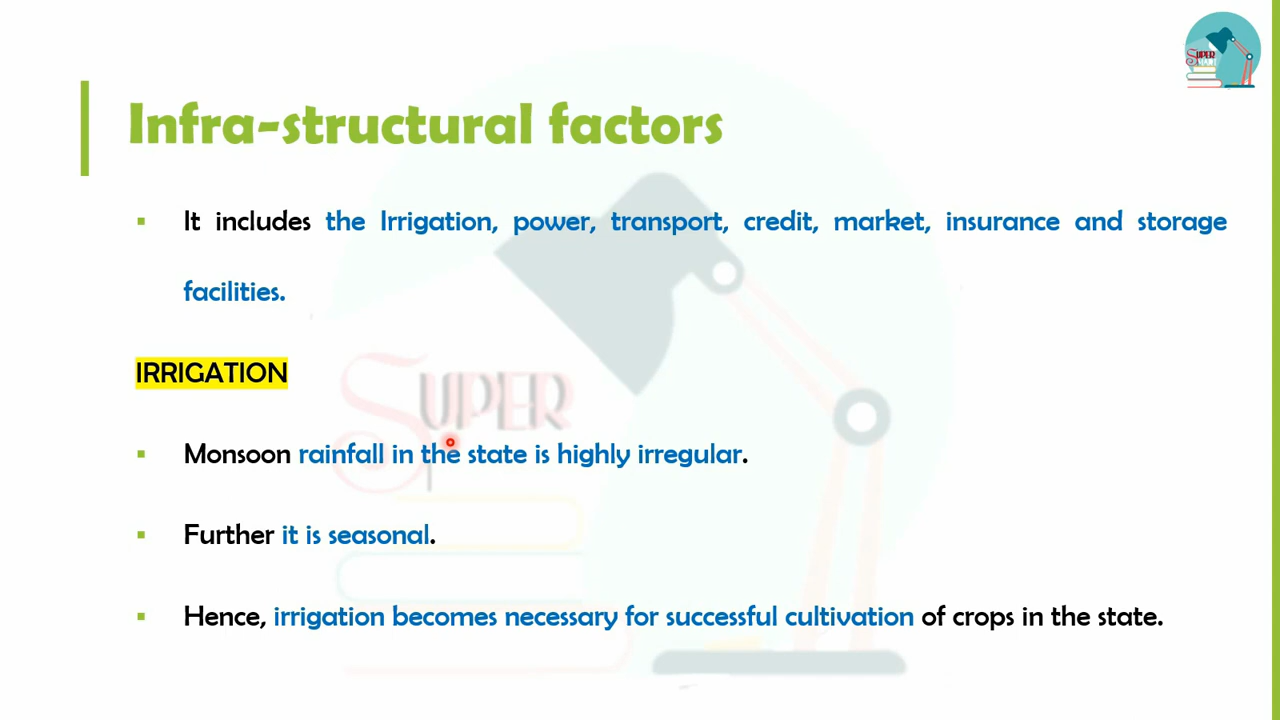 Infra-structural factors
It includes the Irrigation, power, transport, credit, market, insurance and storage
facilities.
IRRIGATION
Monsoon rainfall in the state is highly irregular.
Further it is seasonal.
Hence, irrigation becomes necessary for successful cultivation of crops in the state.
SUPER